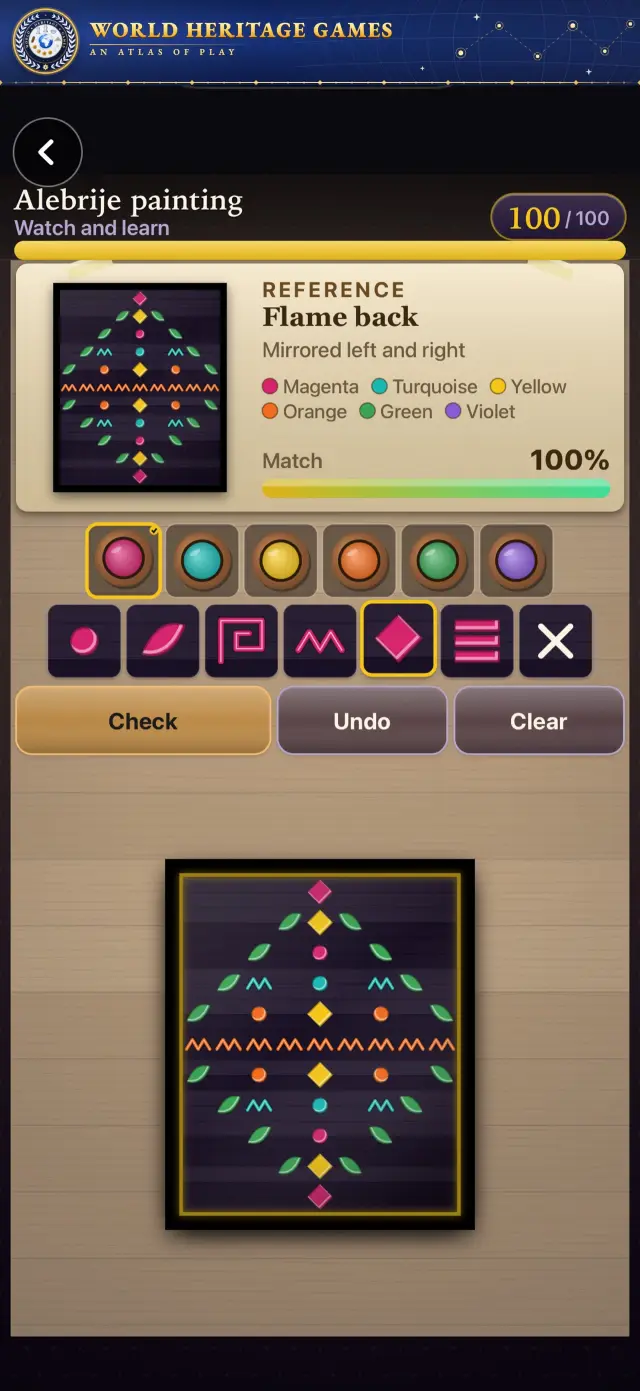 WORLD HERITAGE GAMES
AN ATLAS OF PLAY
Alebrije painting
Watch and learn
100 / 100
REFERENCE
Flame back
Mirrored left and right
Magenta Turquoise Yellow
Orange Green Violet
Match 100%
Check Undo Clear